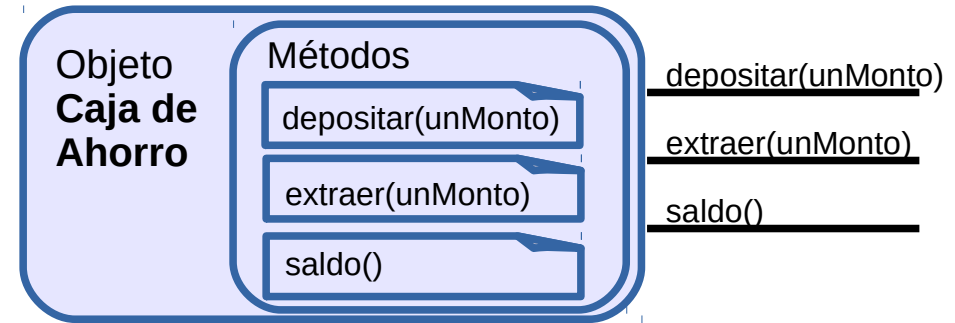 Objeto
Caja de
Ahorro
Métodos
depositar(unMonto)
extraer(unMonto)
saldo()
depositar(unMonto)
extraer(unMonto)
saldo()